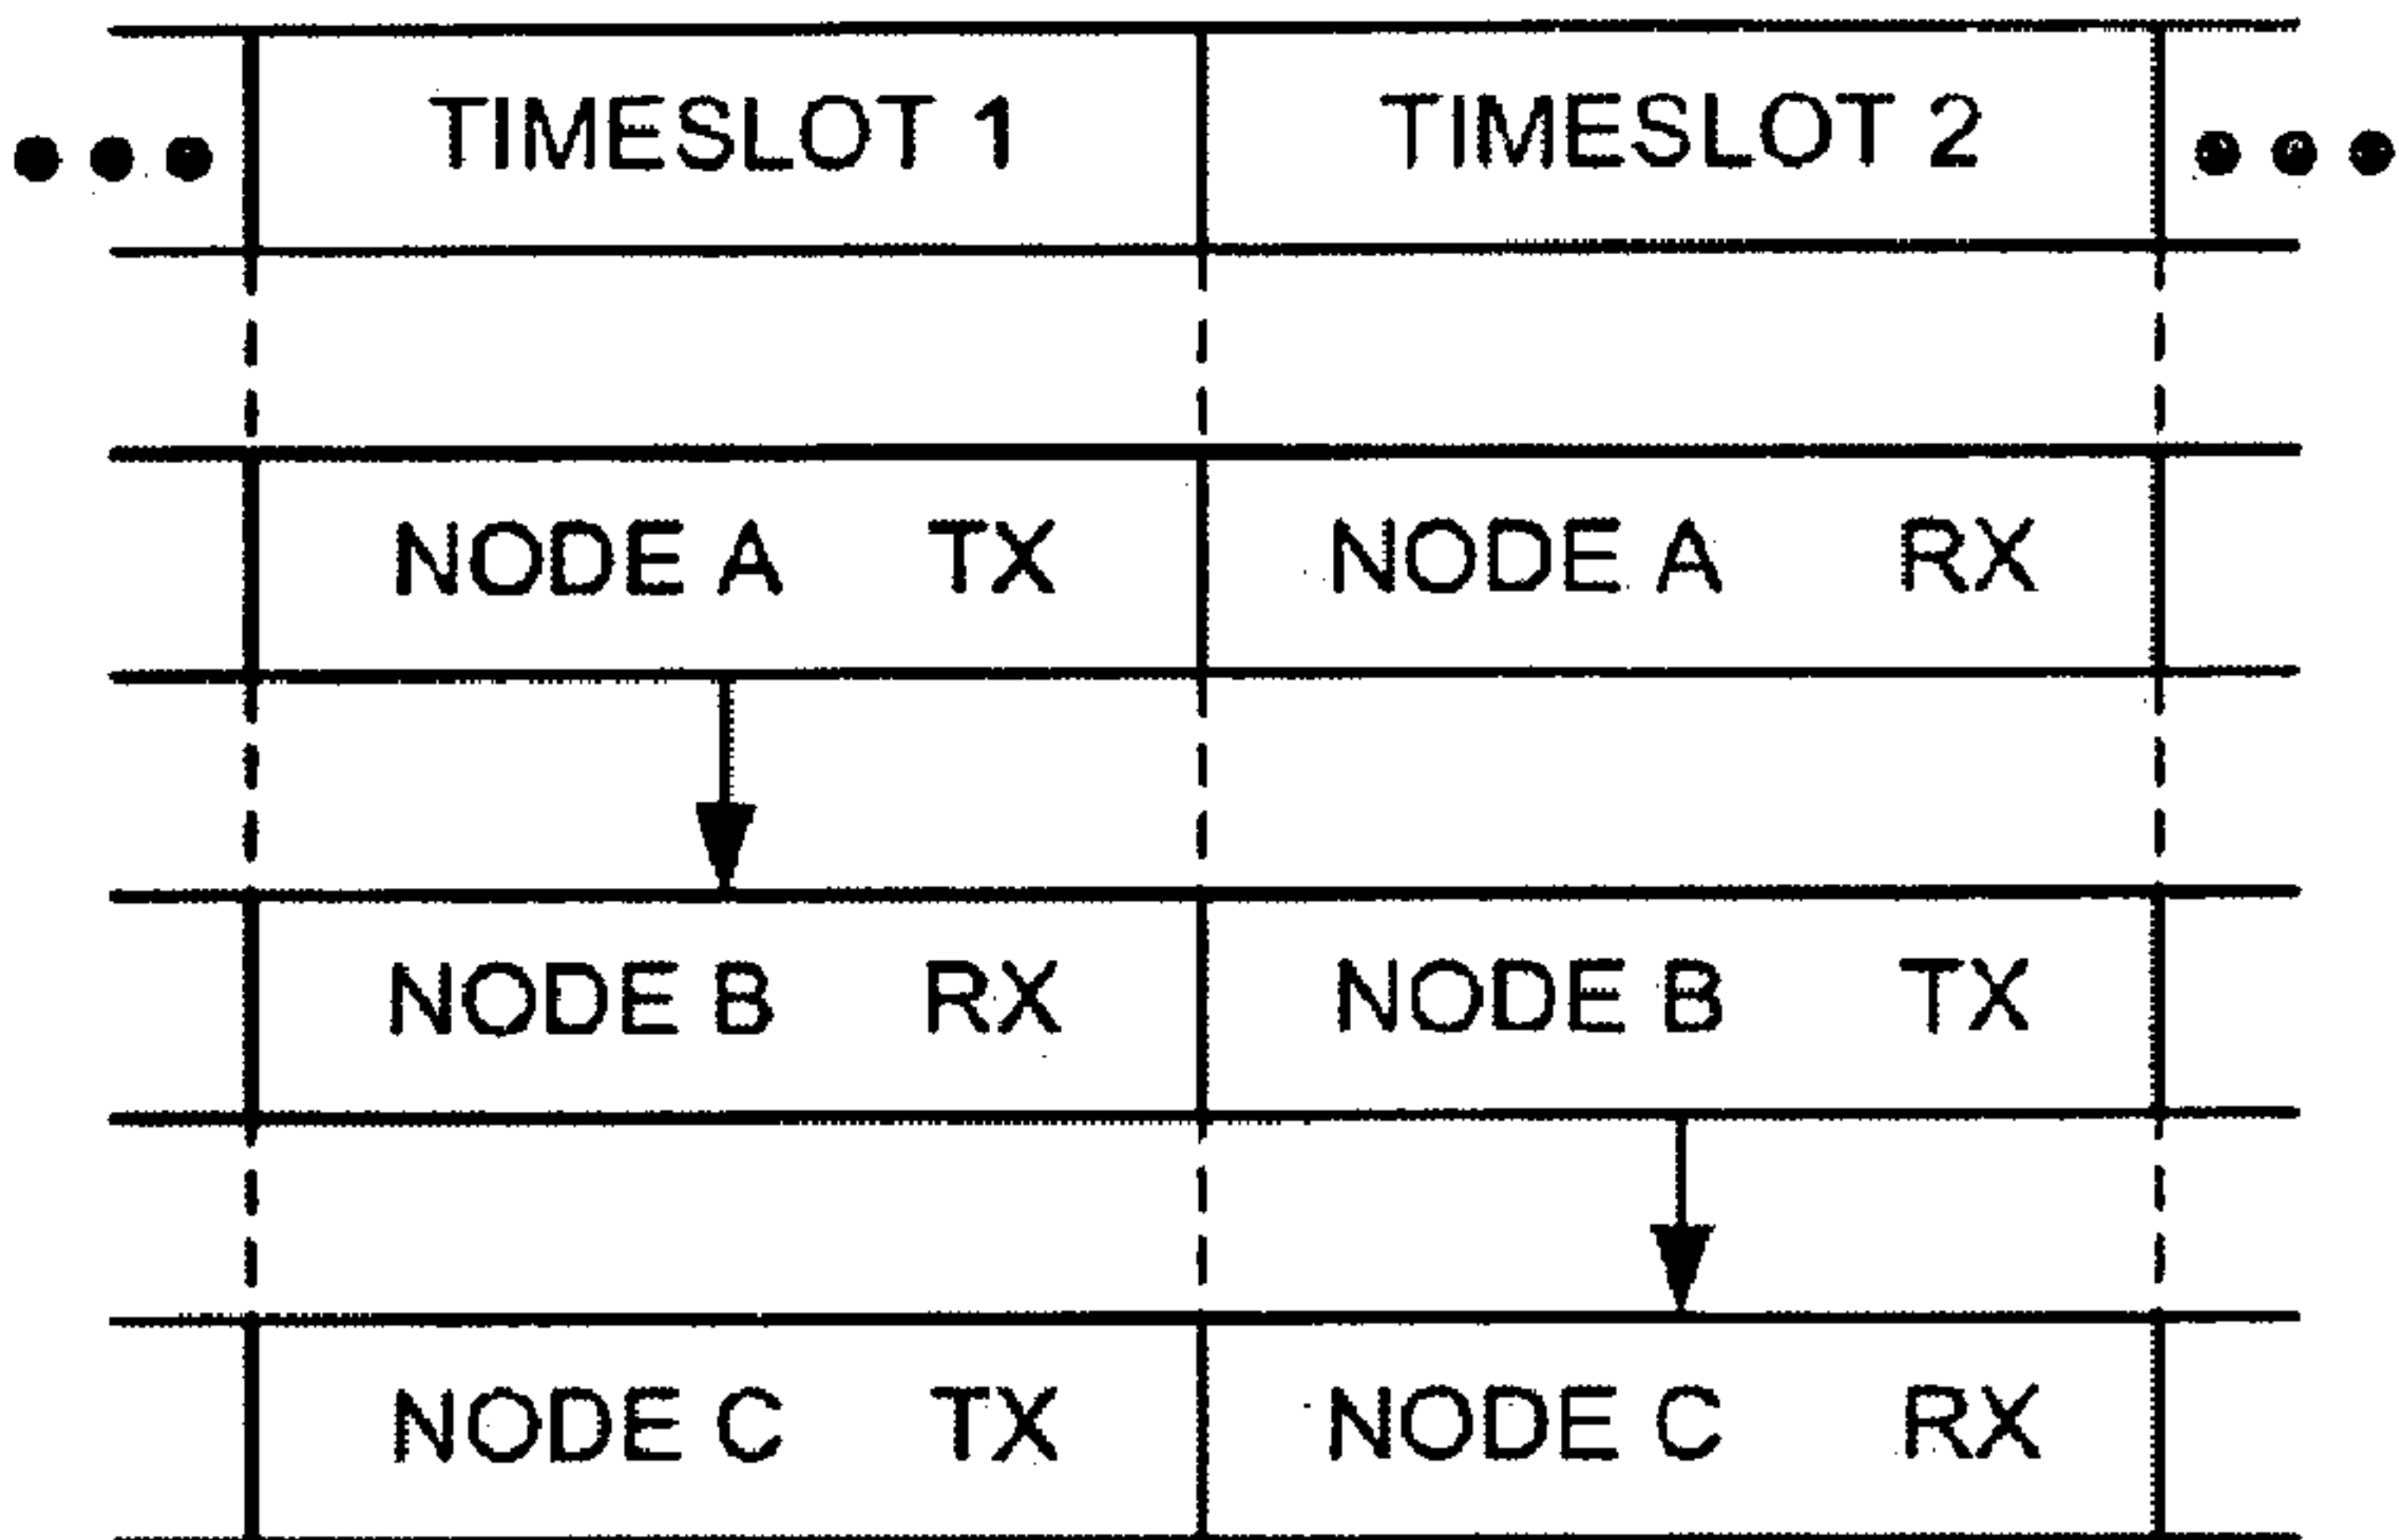 TIMESLOT 1 TIMESLOT 2
NODE A TX NODE A RX
NODE B RX NODE B TX
NODE C TX NODE C RX